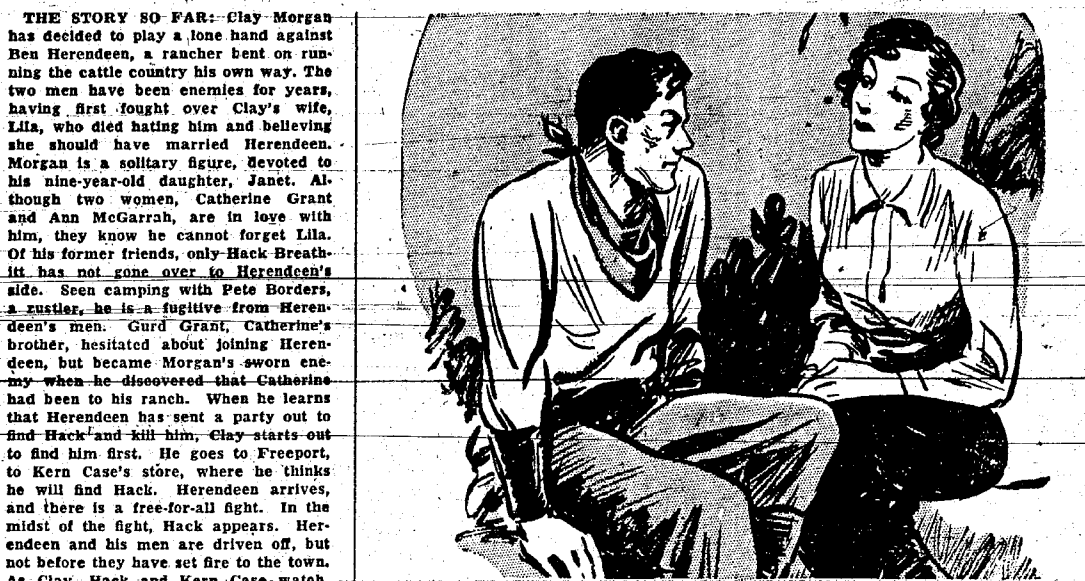 THE STORY SO FAR: Clay Morgan
has decided to play a lone hand against
Ben Herendeen, a rancher bent on run-
ning the cattle country his own way. The
two men have been enemies for years,
having first fought over Clay's wife,
Lila, who died hating him and believing
she should have married Herendeen.
Morgan is a solitary figure, devoted to
his nine-year-old daughter, Janet. Al-
though two women, Catherine Grant
and Ann McGarrah, are in love with
him, they know he cannot forget Lila.
Of his former friends, only Hack Breath-
itt has not gone over to Herendeen's
side. Seen camping with Pete Borders,
a rustler, he is a fugitive from Heren-
deen's men. Gurd Grant, Catherine's
brother, hesitated about joining Heren-
deen, but became Morgan's sworn ene-
my when he discovered that Catherine
had been to his ranch. When he learns
that Herendeen has sent a party out to
find Hack and kill him, Clay starts out
to find him first. He goes to Freeport,
to Kern Case's store, where he thinks
he will find Hack. Herendeen arrives,
and there is a free-for-all fight. In the
midst of the fight, Hack appears. Her-
endeen and his men are driven off, but
not before they have set fire to the town.
As Clay, Hack and Kern Case watch